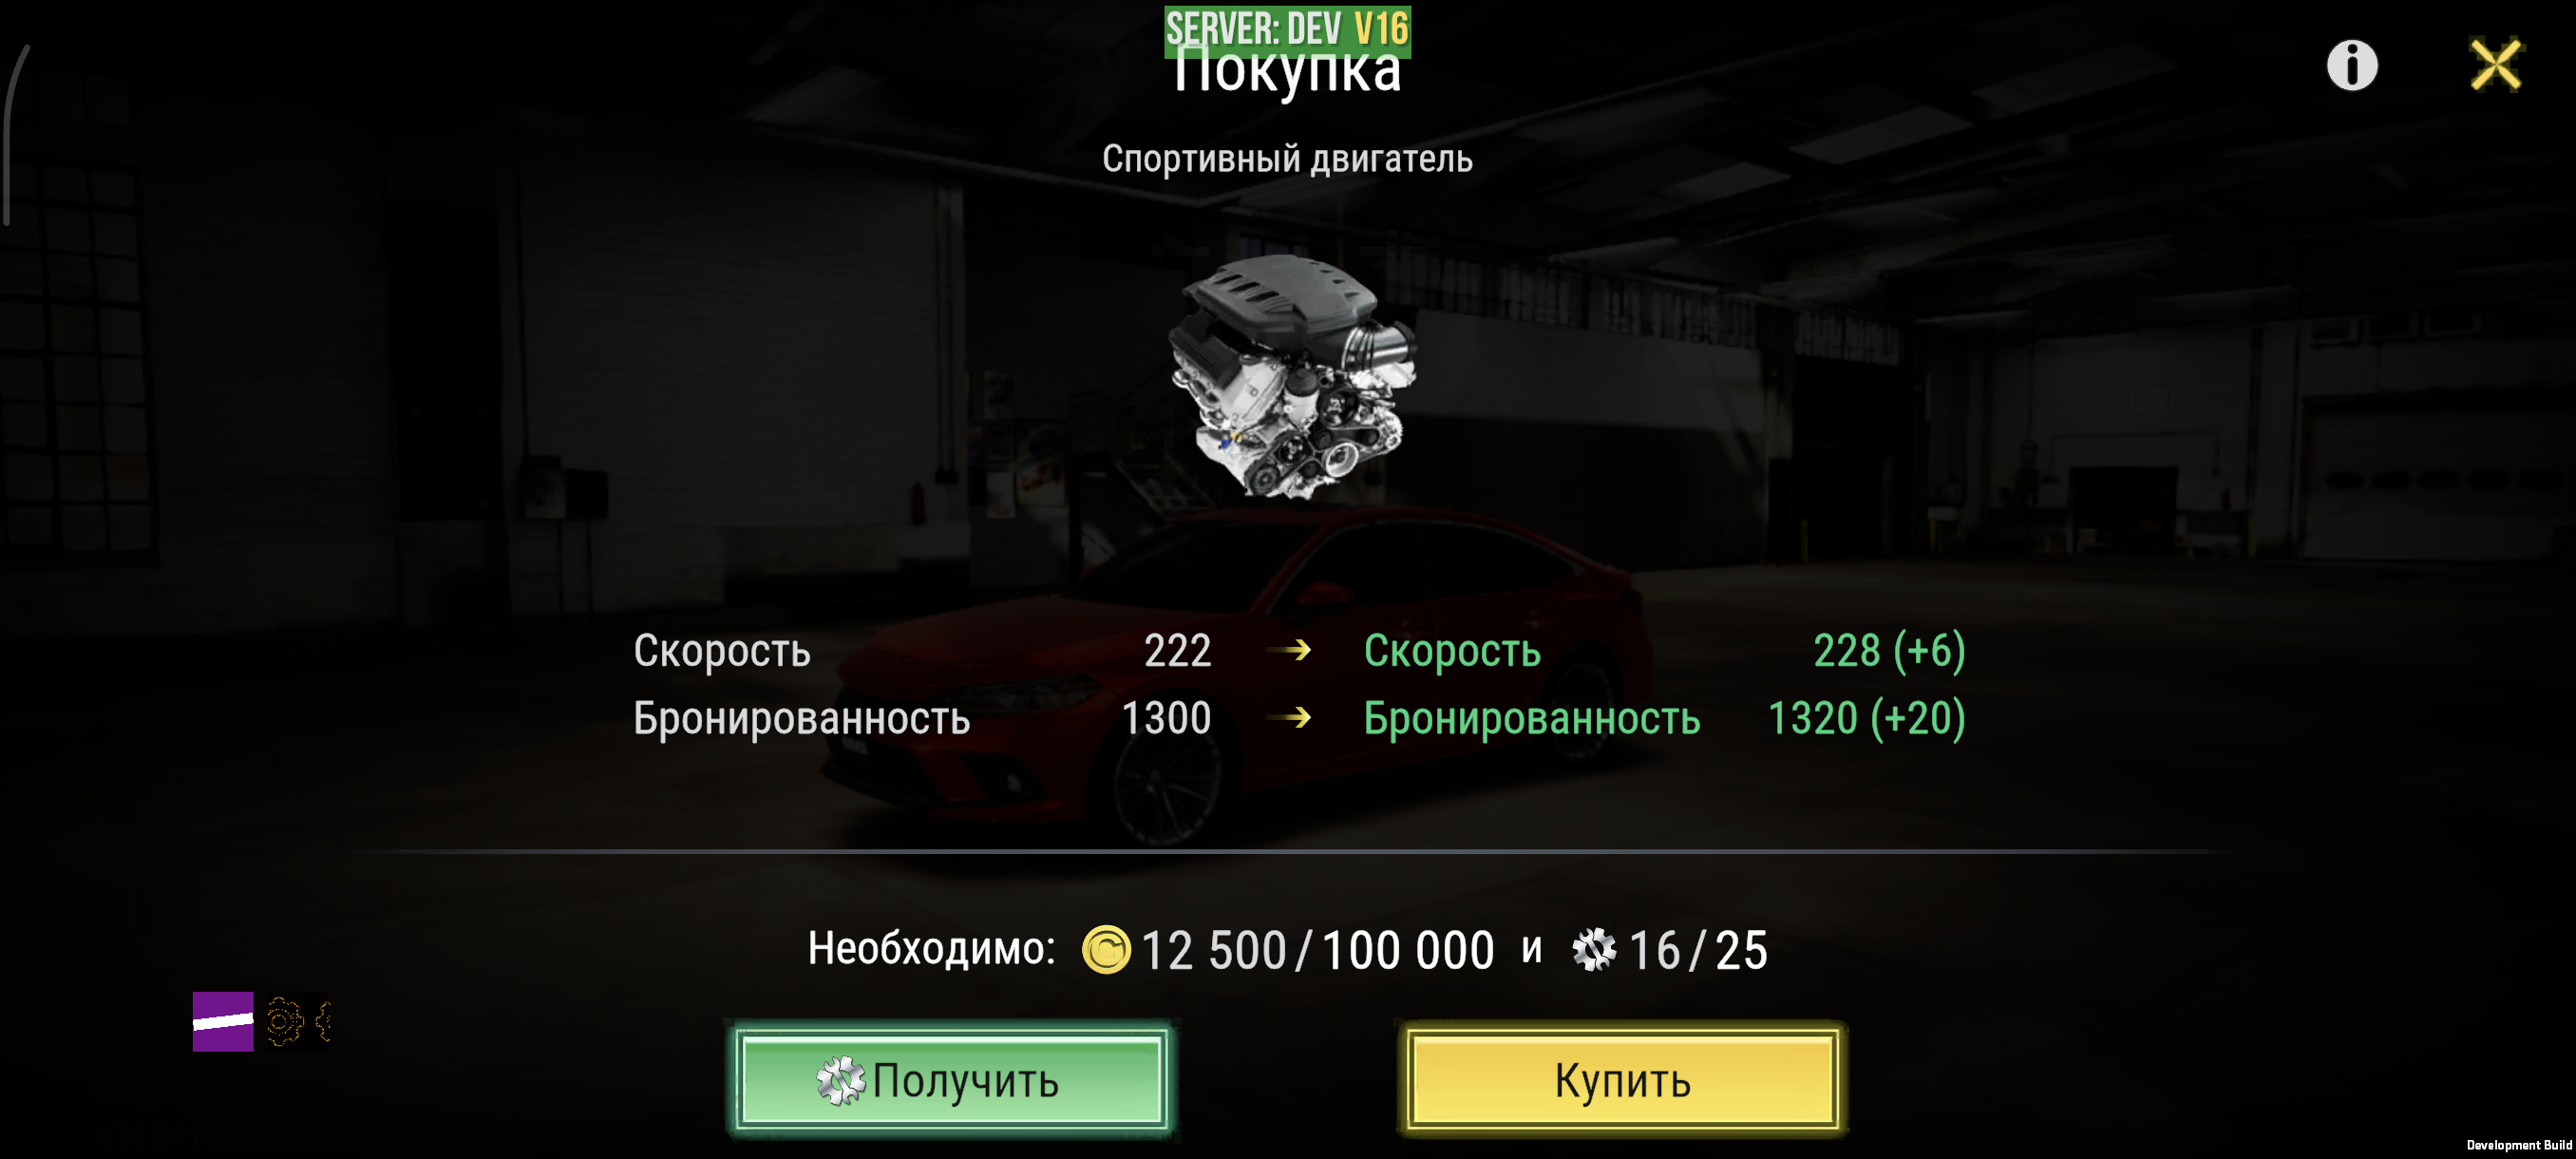 SERVER: DEV V16
Покупка
Спортивный двигатель
Скорость 222 → Скорость 228 (+6)
Бронированность 1300 → Бронированность 1320 (+20)
Необходимо: 12 500/100 000 и 16/25
Получить
Купить
Development Build